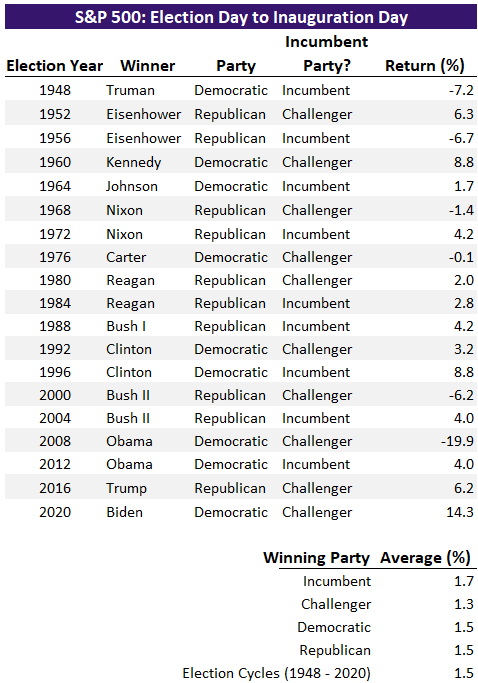 S&P 500: Election Day to Inauguration Day
Incumbent
Election Year Winner Party Party? Return (%)
1948 Truman Democratic Incumbent -7.2
1952 Eisenhower Republican Challenger 6.3
1956 Eisenhower Republican Incumbent -6.7
1960 Kennedy Democratic Challenger 8.8
1964 Johnson Democratic Incumbent 1.7
1968 Nixon Republican Challenger -1.4
1972 Nixon Republican Incumbent 4.2
1976 Carter Democratic Challenger -0.1
1980 Reagan Republican Challenger 2.0
1984 Reagan Republican Incumbent 2.8
1988 Bush I Republican Incumbent 4.2
1992 Clinton Democratic Challenger 3.2
1996 Clinton Democratic Incumbent 8.8
2000 Bush II Republican Challenger -6.2
2004 Bush II Republican Incumbent 4.0
2008 Obama Democratic Challenger -19.9
2012 Obama Democratic Incumbent 4.0
2016 Trump Republican Challenger 6.2
2020 Biden Democratic Challenger 14.3
Winning Party Average (%)
Incumbent 1.7
Challenger 1.3
Democratic 1.5
Republican 1.5
Election Cycles (1948 - 2020) 1.5